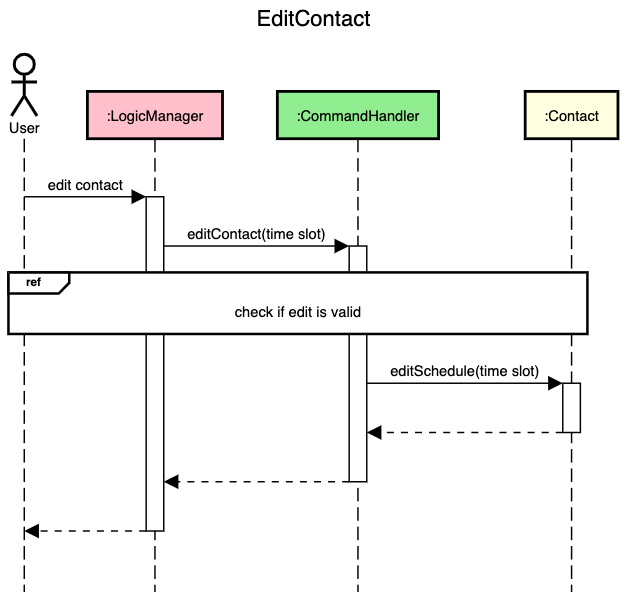 EditContact
User
:LogicManager
:CommandHandler
:Contact
edit contact
editContact(time slot)
ref
check if edit is valid
editSchedule(time slot)